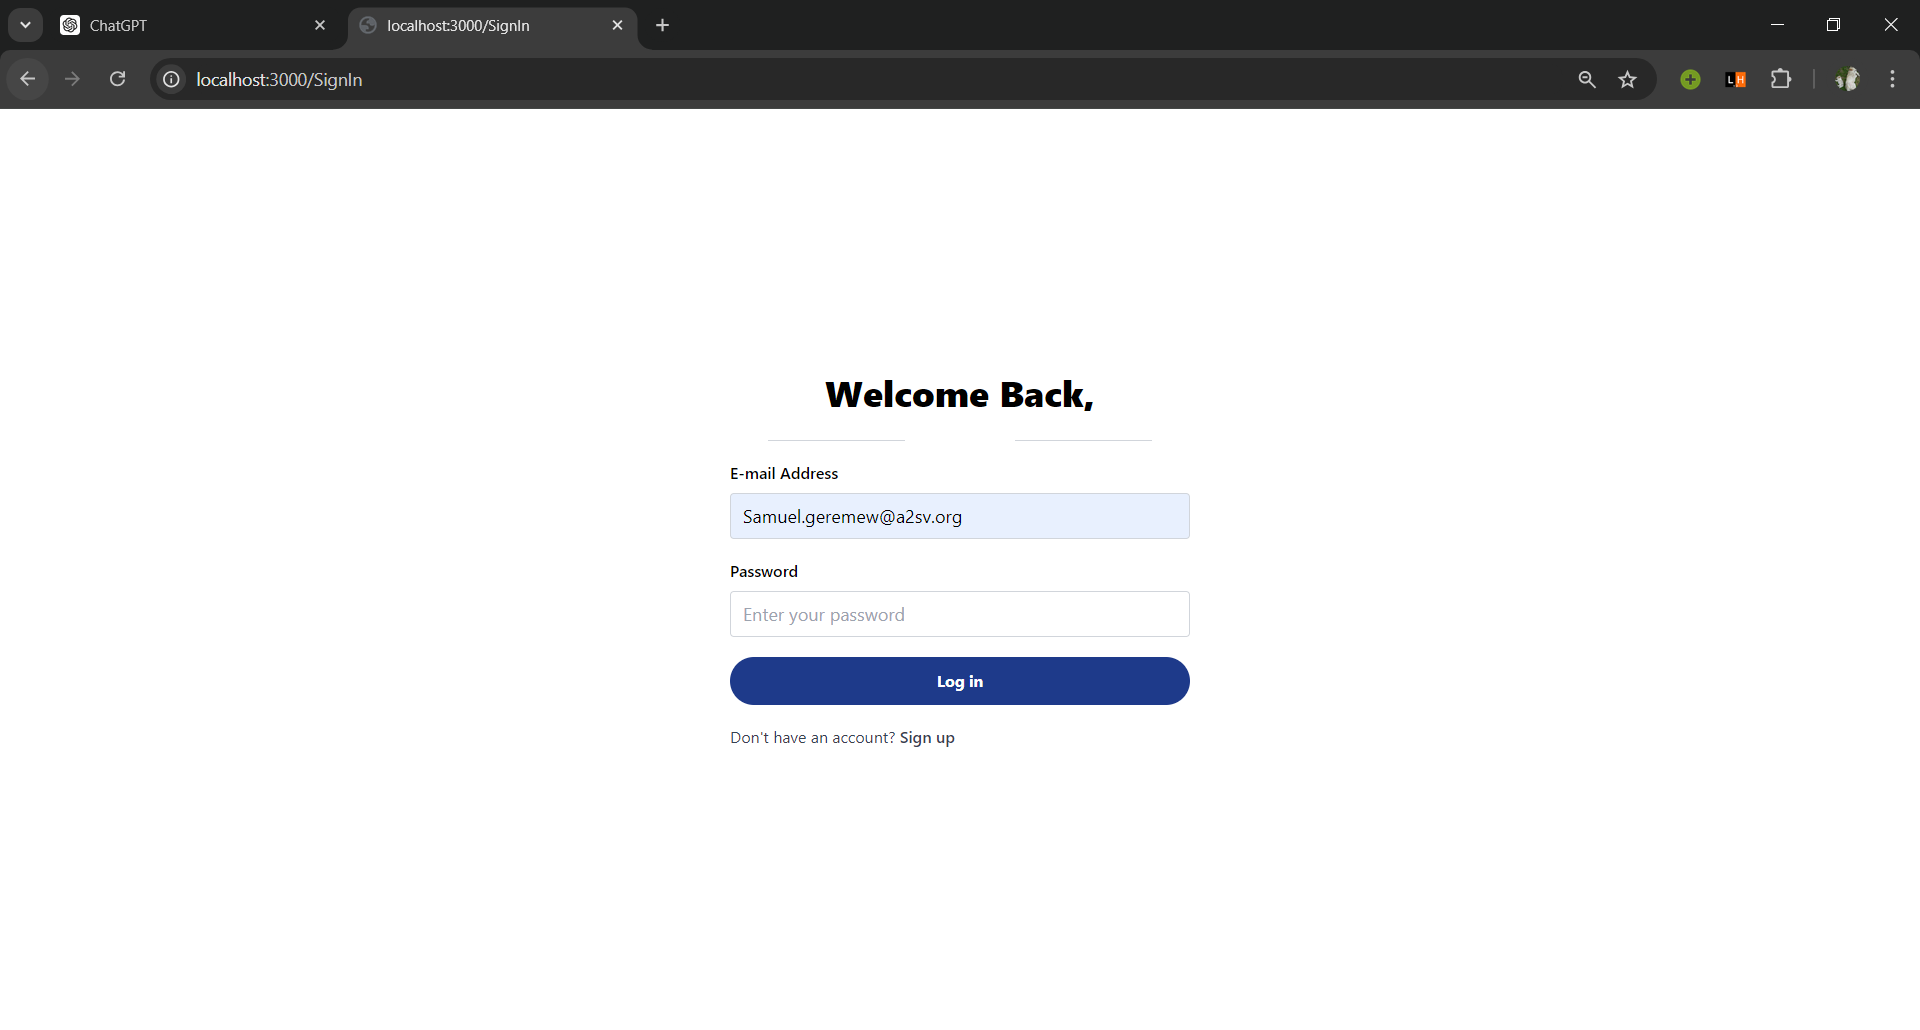 ChatGPT
localhost:3000/SignIn
localhost:3000/SignIn
L H
Welcome Back,
E-mail Address
Samuel.geremew@a2sv.org
Password
Enter your password
Log in
Don't have an account? Sign up